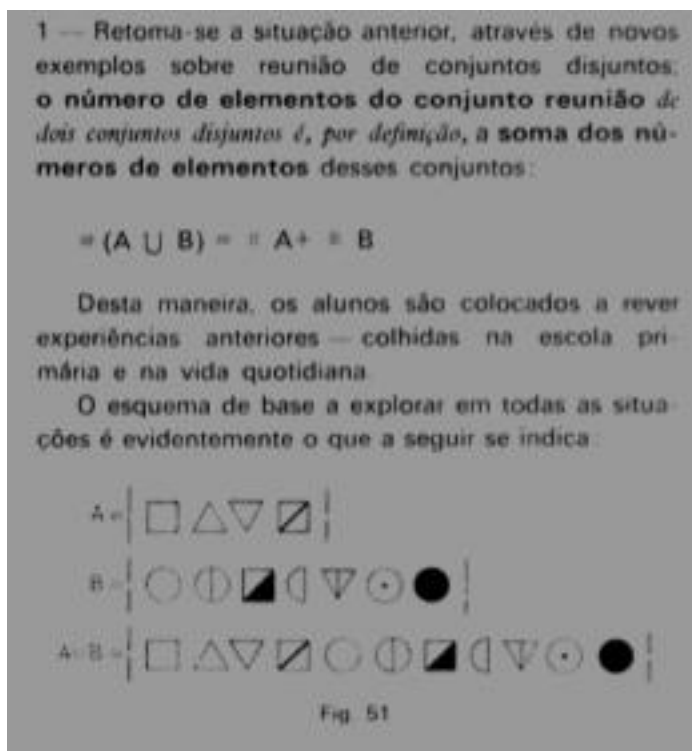 1 — Retoma-se a situação anterior, através de novos
exemplos sobre reunião de conjuntos disjuntos:
o número de elementos do conjunto reunião de
dois conjuntos disjuntos é, por definição, a soma dos nú-
meros de elementos desses conjuntos:
# (A ∪ B) = # A + # B
Desta maneira, os alunos são colocados a rever
experiências anteriores — colhidas na escola pri-
mária e na vida quotidiana.
O esquema de base a explorar em todas as situa-
ções é evidentemente o que a seguir se indica:
A =
B =
A∪B =
Fig. 51